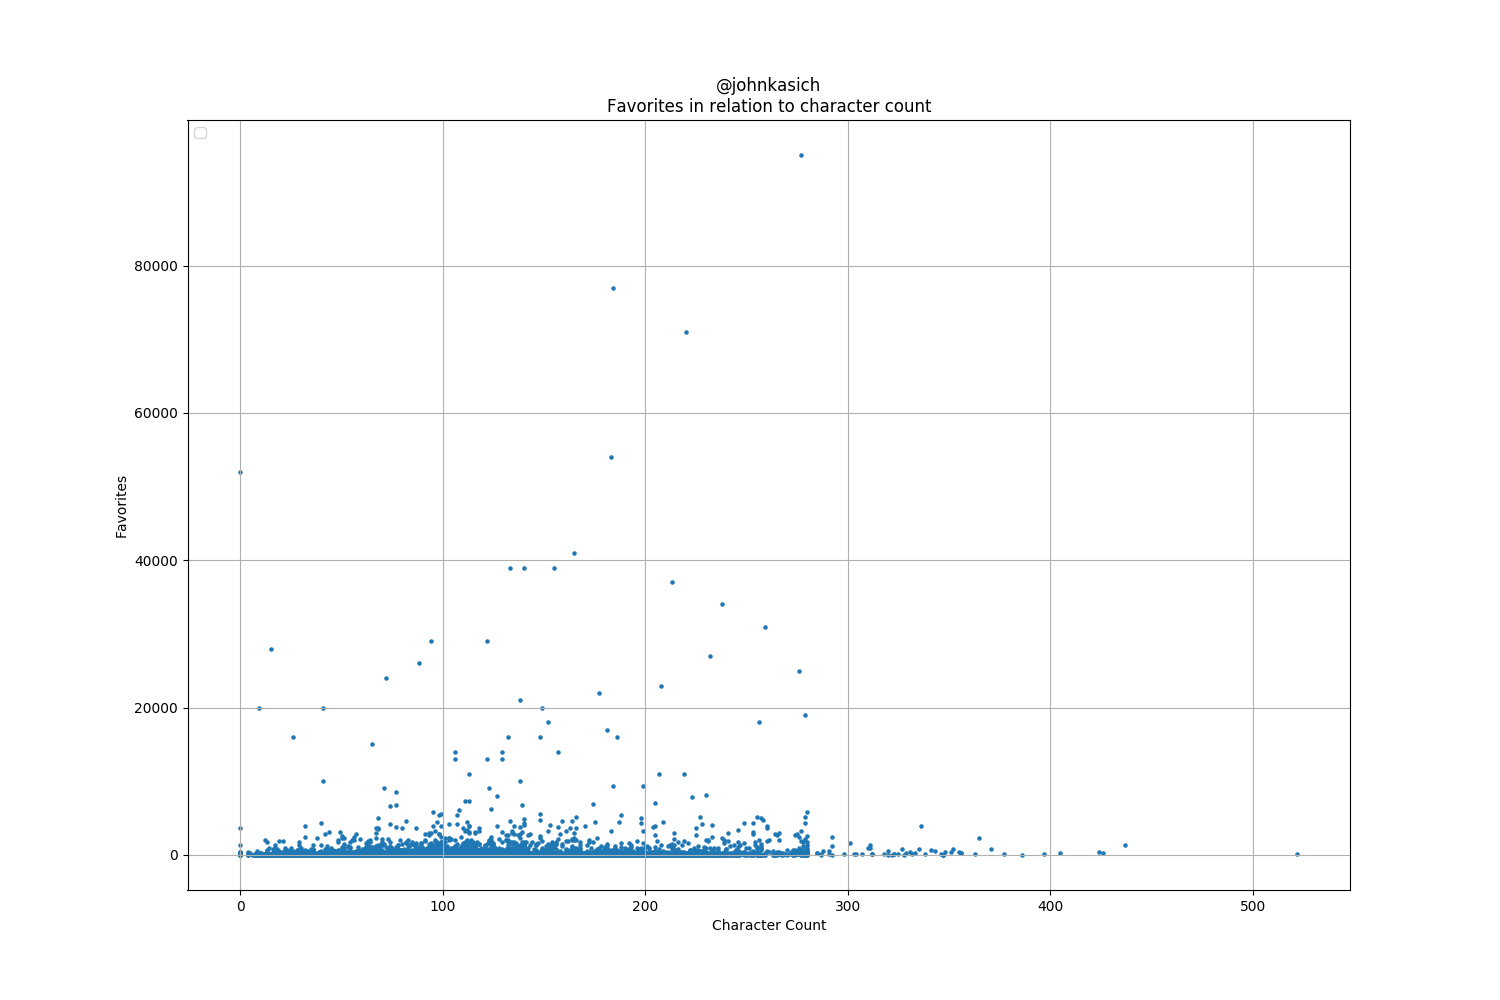 @johnkasich
Favorites in relation to character count
80000
60000
40000
20000
0
Favorites
0 100 200 300 400 500
Character Count